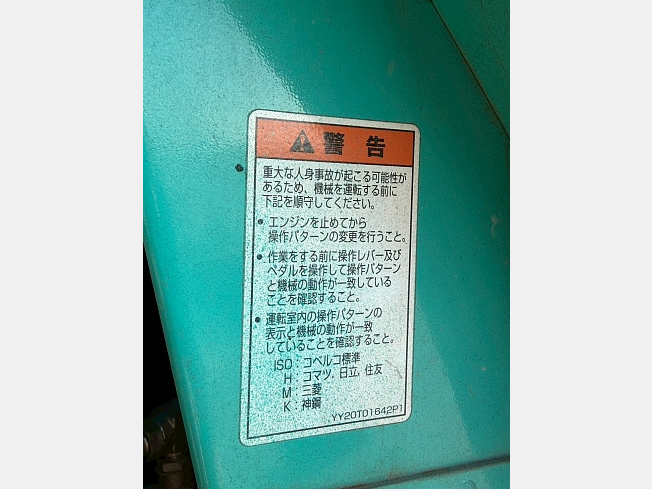 警告
重大な人身事故が起こる可能性が
あるため、機械を運転する前に
下記を順守してください。
• エンジンを止めてから
操作パターンの変更を行うこと。
• 作業をする前に操作レバー及び
ペダルを操作して操作パターン
と機械の動作が一致している
ことを確認すること。
• 運転室内の操作パターンの
表示と機械の動作が一致
していることを確認すること。
ISO : コベルコ標準
H : コマツ, 日立, 住友
M : 三菱
K : 神鋼
YY20T01642P1